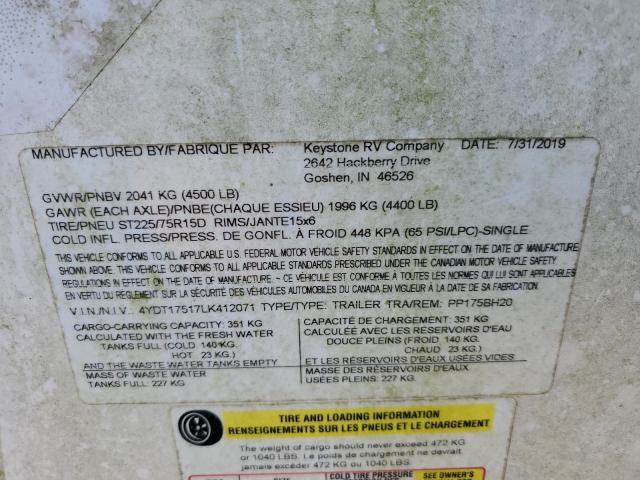 MANUFACTURED BY/FABRIQUE PAR: Keystone RV Company DATE: 7/31/2019
2642 Hackberry Drive
Goshen, IN 46526
GVWR/PNBV 2041 KG (4500 LB)
GAWR (EACH AXLE)/PNBE(CHAQUE ESSIEU) 1996 KG (4400 LB)
TIRE/PNEU ST225/75R15D RIMS/JANTE15x6
COLD INFL. PRESS/PRESS. DE GONFL. À FROID 448 KPA (65 PSI/LPC)-SINGLE
THIS VEHICLE CONFORMS TO ALL APPLICABLE U.S. FEDERAL MOTOR VEHICLE SAFETY STANDARDS IN EFFECT ON THE DATE OF MANUFACTURE
SHOWN ABOVE. THIS VEHICLE CONFORMS TO ALL APPLICABLE STANDARDS PRESCRIBED UNDER THE CANADIAN MOTOR VEHICLE SAFETY
REGULATIONS IN EFFECT ON THE DATE OF MANUFACTURE. / CE VÉHICULE EST CONFORME À TOUTES LES NORMES QUI LUI SONT APPLICABLES
EN VERTU DU RÈGLEMENT SUR LA SÉCURITÉ DES VÉHICULES AUTOMOBILES DU CANADA EN VIGUEUR À LA DATE DE SA FABRICATION.
V.I.N./N.I.V.: 4YDT17517LK412071 TYPE/TYPE: TRAILER TRA/REM: PP175BH20
CARGO-CARRYING CAPACITY: 351 KG
CALCULATED WITH THE FRESH WATER
TANKS FULL (COLD 140 KG.
HOT 23 KG.)
AND THE WASTE WATER TANKS EMPTY
MASS OF WASTE WATER
TANKS FULL: 227 KG
CAPACITÉ DE CHARGEMENT: 351 KG
CALCULÉE AVEC LES RÉSERVOIRS D'EAU
DOUCE PLEINS (FROID 140 KG.
CHAUD 23 KG.)
ET LES RÉSERVOIRS D'EAUX USÉES VIDES
MASSE DES RÉSERVOIRS D'EAUX
USÉES PLEINS: 227 KG.
TIRE AND LOADING INFORMATION
RENSEIGNEMENTS SUR LES PNEUS ET LE CHARGEMENT
The weight of cargo should never exceed 472 KG
or 1040 LBS. Le poids de chargement ne devrait
jamais excéder 472 KG ou 1040 LBS.
SIZE COLD TIRE PRESSURE SEE OWNER'S